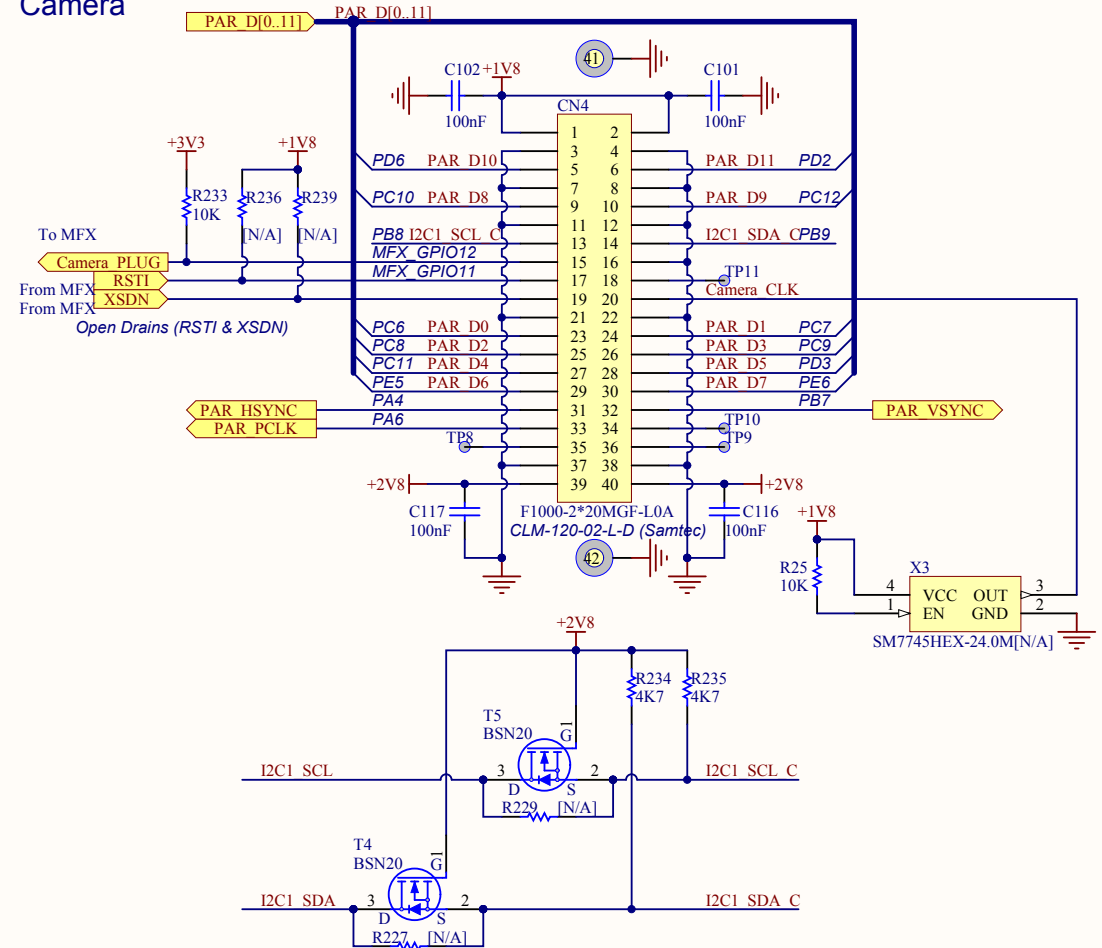 Camera
PAR_D[0..11]
PAR_D[0..11]
41
C102
+1V8
C101
100nF
CN4
100nF
1 2
3 4
PD6 PAR_D10 5 6 PAR_D11 PD2
7 8
PC10 PAR_D8 9 10 PAR_D9 PC12
11 12
PB8 I2C1_SCL_C 13 14 I2C1_SDA_C PB9
MFX_GPIO12 15 16
MFX_GPIO11 17 18 TP11
19 20 Camera_CLK
21 22
PC6 PAR_D0 23 24 PAR_D1 PC7
PC8 PAR_D2 25 26 PAR_D3 PC9
PC11 PAR_D4 27 28 PAR_D5 PD3
PE5 PAR_D6 29 30 PAR_D7 PE6
PAR_HSYNC PA4 31 32 PB7 PAR_VSYNC
PAR_PCLK PA6 33 34 TP10
TP8 35 36 TP9
37 38
+2V8 39 40 +2V8
+3V3
+1V8
R233
10K
R236
[N/A]
R239
[N/A]
To MFX
Camera_PLUG
RSTI
From MFX
XSDN
From MFX
Open Drains (RSTI & XSDN)
C117
100nF
F1000-2*20MGF-L0A
CLM-120-02-L-D (Samtec)
C116
100nF
42
+1V8
R25
10K
X3
4 VCC OUT 3
1 EN GND 2
SM7745HEX-24.0M[N/A]
+2V8
R234
4K7
R235
4K7
T5
BSN20
G
1
I2C1_SCL 3 2 I2C1_SCL_C
D S
R229 [N/A]
T4
BSN20
G
1
I2C1_SDA 3 2 I2C1_SDA_C
D S
R227 [N/A]